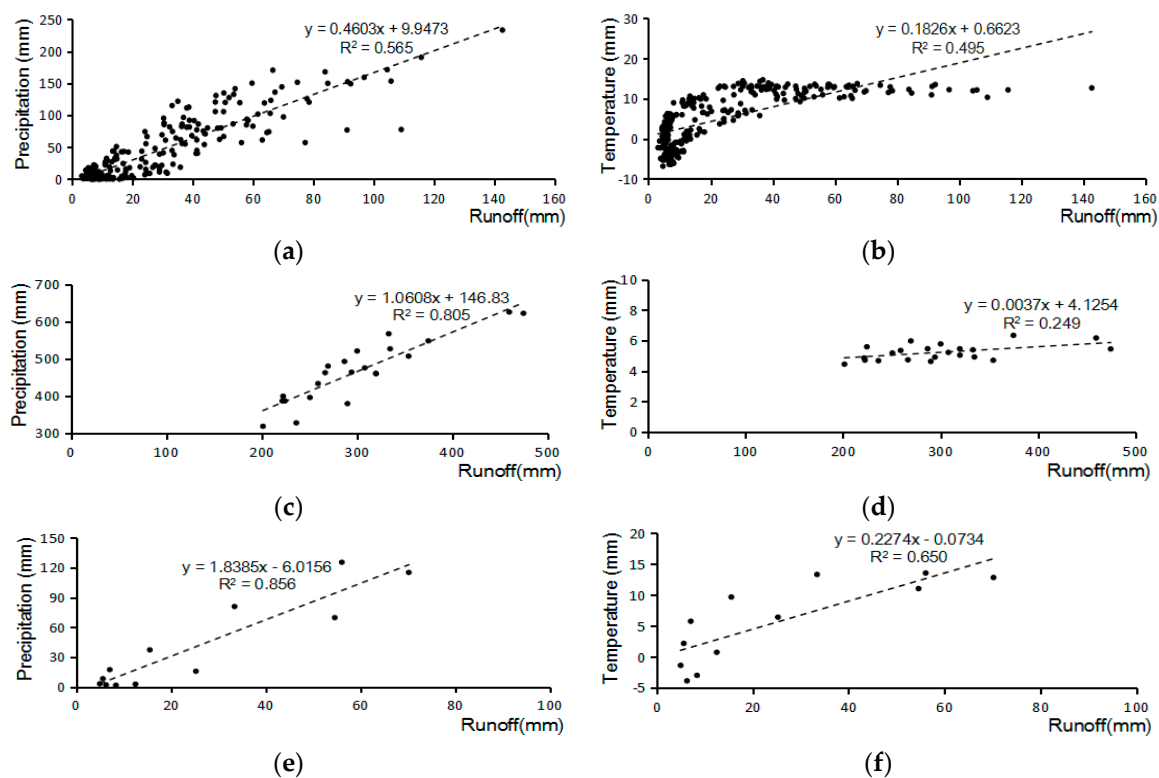 y = 0.4603x + 9.9473
R² = 0.565
Precipitation (mm)
250
200
150
100
50
0
0 20 40 60 80 100 120 140 160
Runoff(mm)
(a)
y = 0.1826x + 0.6623
R² = 0.495
Temperature (mm)
30
20
10
0
-10
0 20 40 60 80 100 120 140 160
Runoff(mm)
(b)
y = 1.0608x + 146.83
R² = 0.805
Precipitation (mm)
700
600
500
400
300
0 100 200 300 400 500
Runoff(mm)
(c)
y = 0.0037x + 4.1254
R² = 0.249
Temperature (mm)
10
8
6
4
2
0
0 100 200 300 400 500
Runoff(mm)
(d)
y = 1.8385x - 6.0156
R² = 0.856
Precipitation (mm)
150
120
90
60
30
0
0 20 40 60 80 100
Runoff(mm)
(e)
y = 0.2274x - 0.0734
R² = 0.650
Temperature (mm)
20
15
10
5
0
-5
0 20 40 60 80 100
Runoff(mm)
(f)